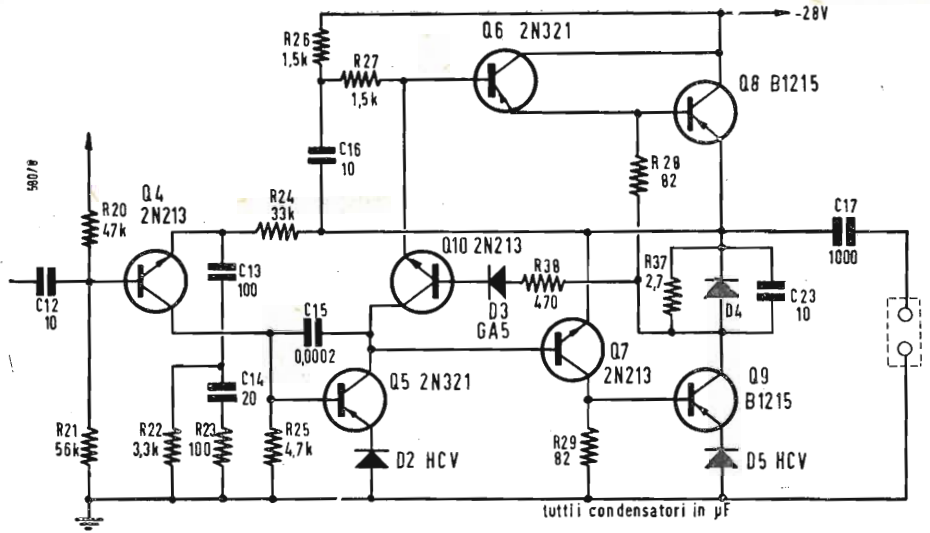 -28V
Q6 2N321
R26
1,5k
R27
1,5k
Q8 B1215
C16
10
R28
82
580/8
Q4
2N213
R20
47k
R24
33k
C17
1000
Q10 2N213
C13
100
R38
470
R37
2,7
C12
10
D3
GA5
D4
C23
10
C15
0,0002
Q7
2N213
Q5 2N321
Q9
B1215
C14
20
R21
56k
R22
3,3k
R23
100
R25
4,7k
R29
82
D2 HCV
D5 HCV
tutti i condensatori in µF